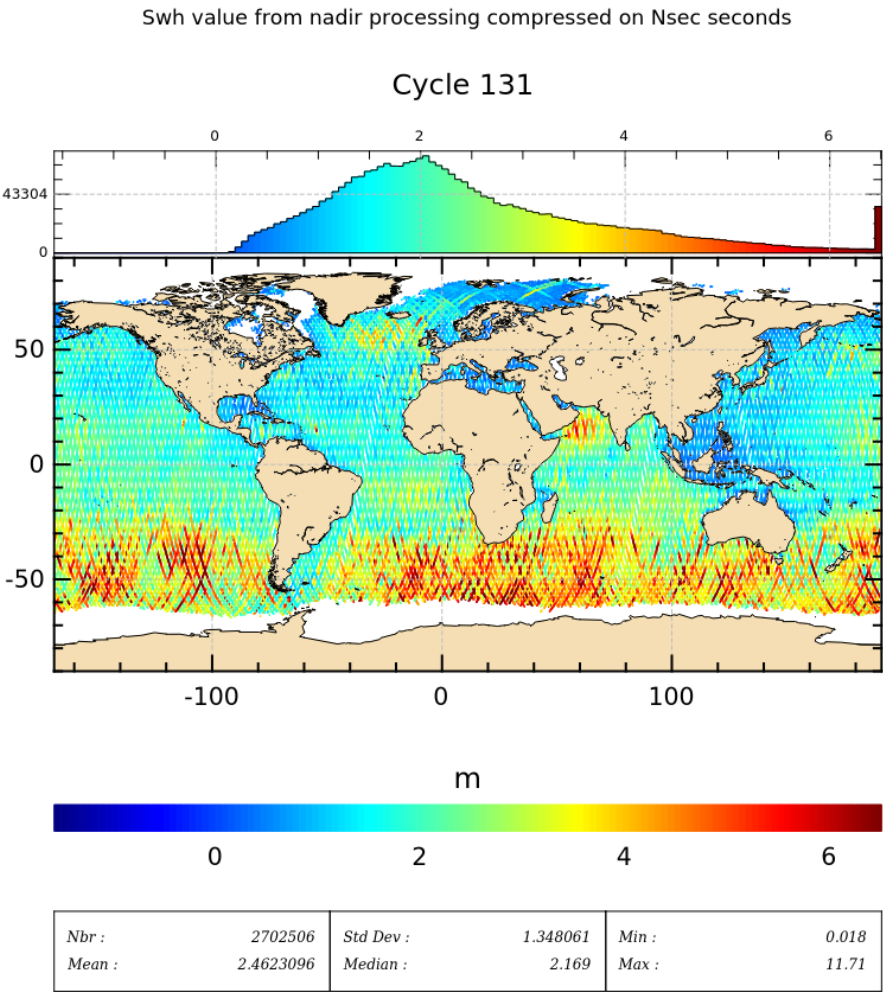 Swh value from nadir processing compressed on Nsec seconds
Cycle 131
0 2 4 6
43304
0
50
0
-50
-100 0 100
m
0 2 4 6
Nbr : 2702506 Std Dev : 1.348061 Min : 0.018
Mean : 2.4623096 Median : 2.169 Max : 11.71